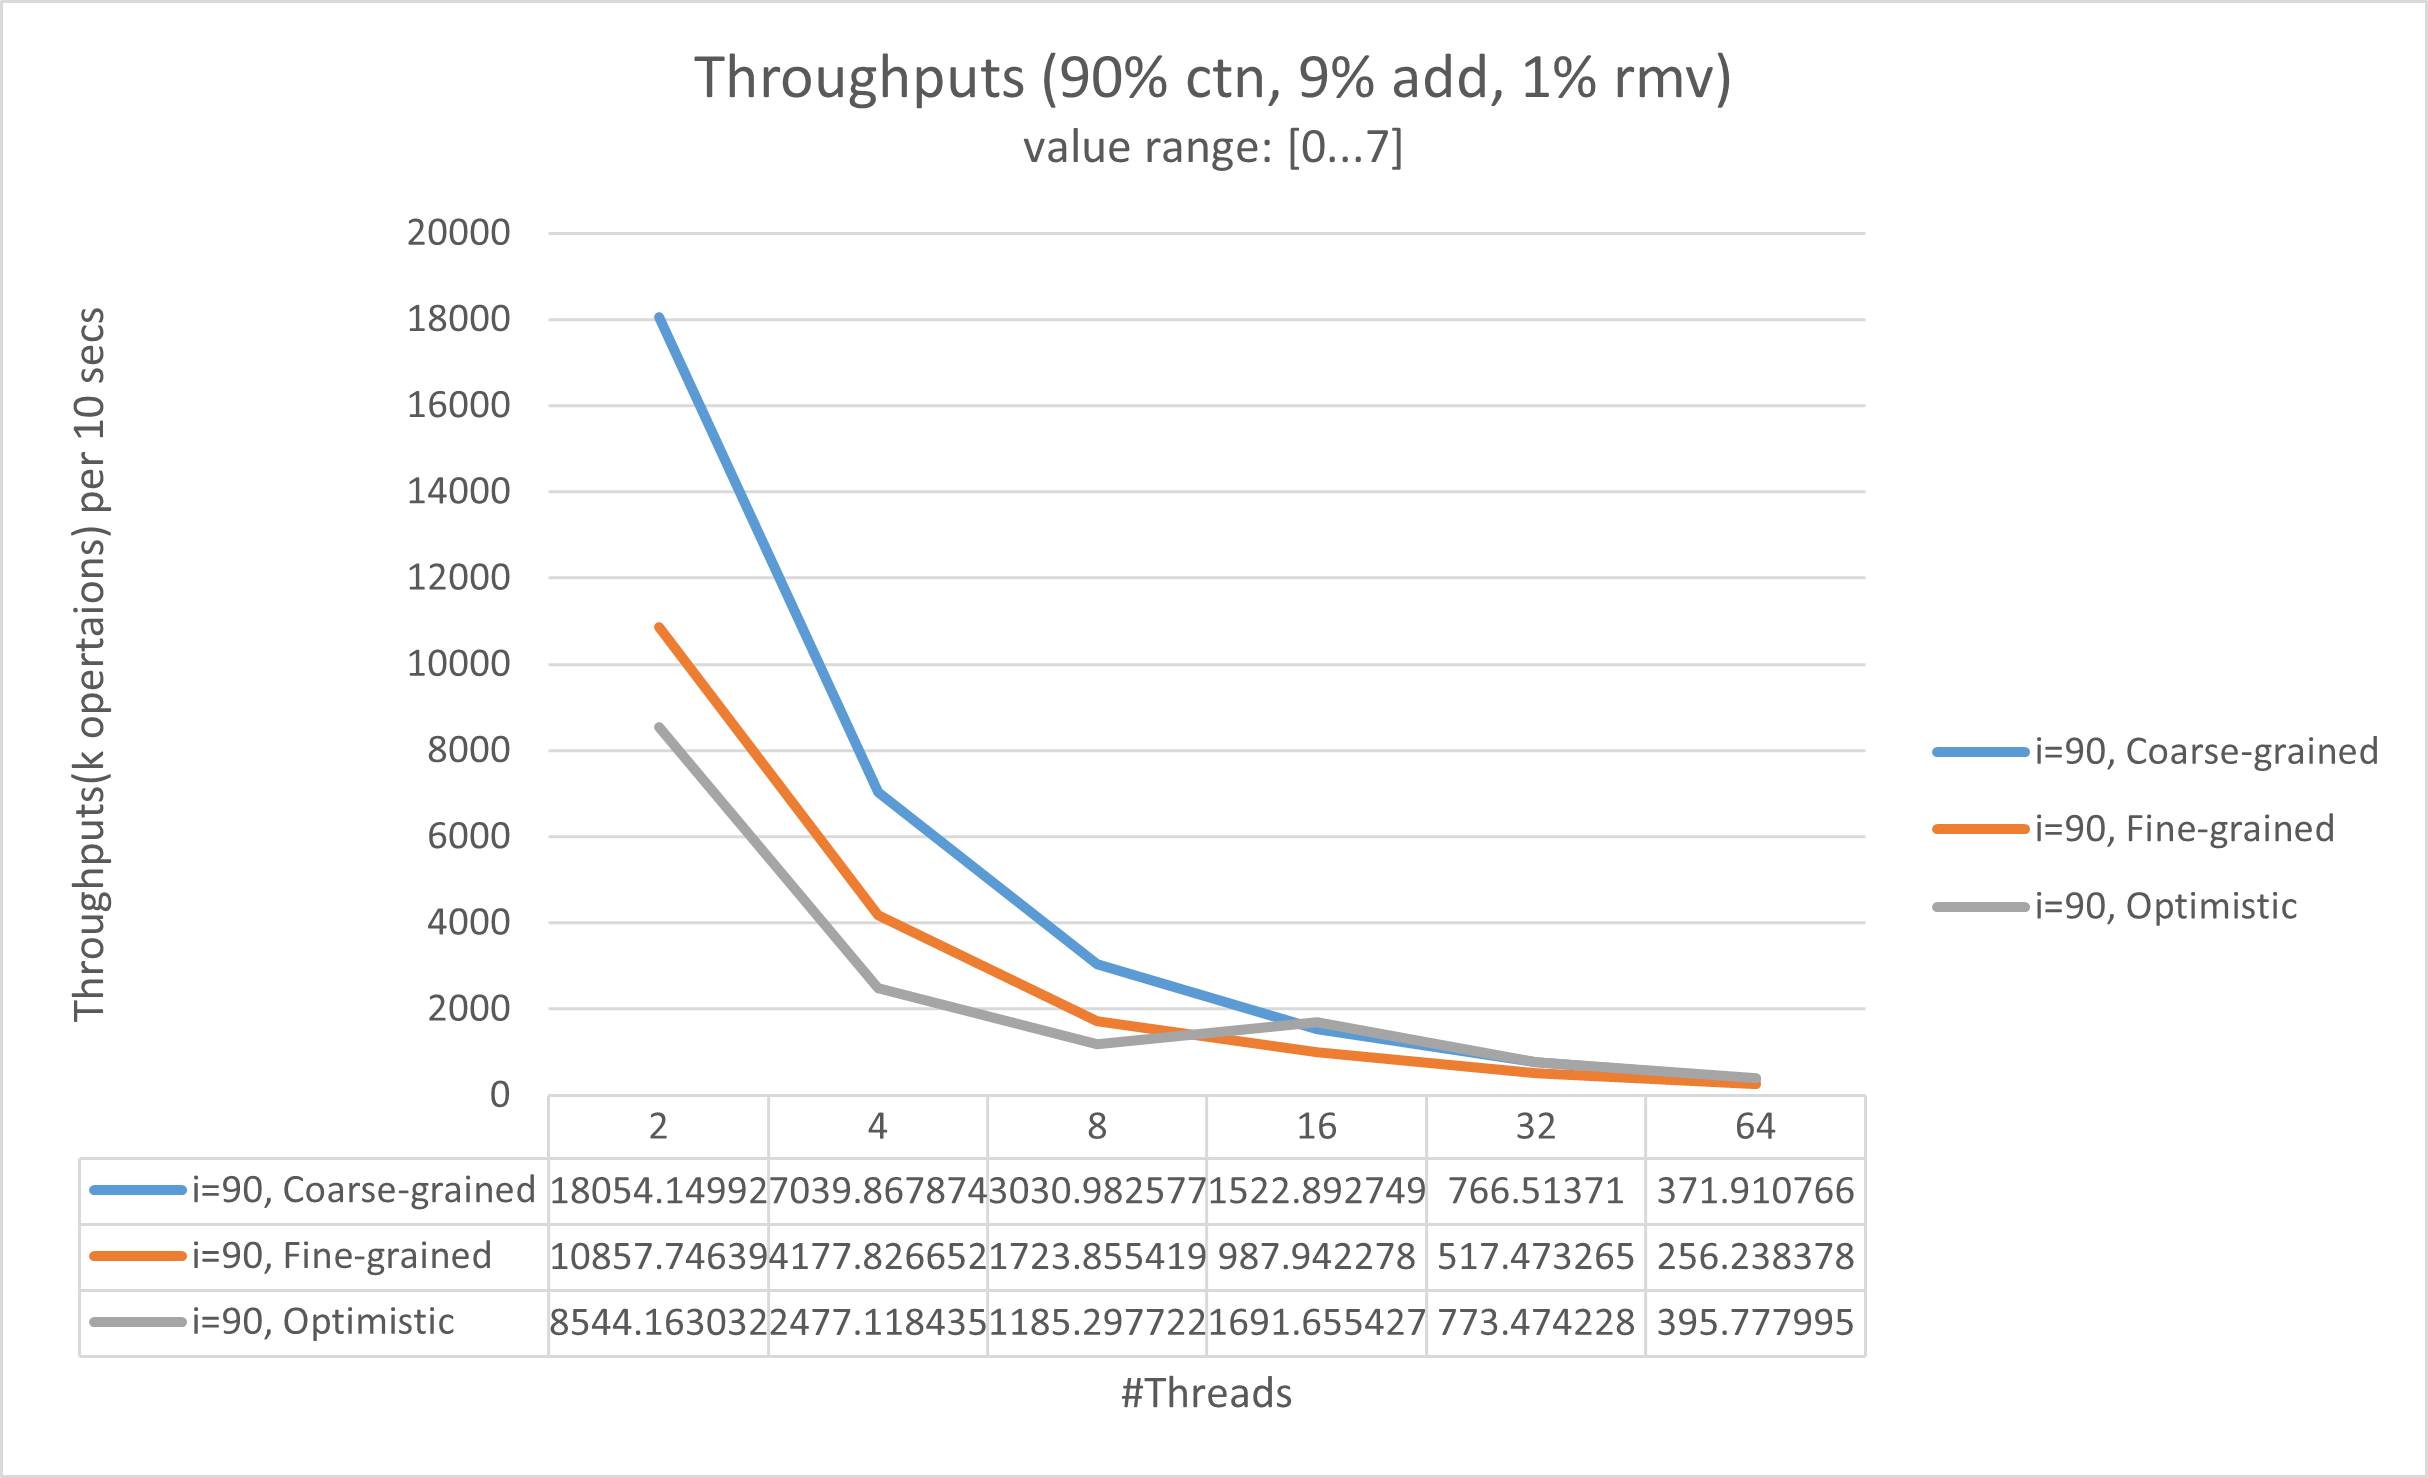 Throughputs (90% ctn, 9% add, 1% rmv)
value range: [0...7]
Throughputs(k opertaions) per 10 secs
20000
18000
16000
14000
12000
10000
8000
6000
4000
2000
0
i=90, Coarse-grained
i=90, Fine-grained
i=90, Optimistic
2 4 8 16 32 64
i=90, Coarse-grained 18054.14992 7039.867874 3030.982577 1522.892749 766.51371 371.910766
i=90, Fine-grained 10857.74639 4177.826652 1723.855419 987.942278 517.473265 256.238378
i=90, Optimistic 8544.163032 2477.118435 1185.297722 1691.655427 773.474228 395.777995
#Threads